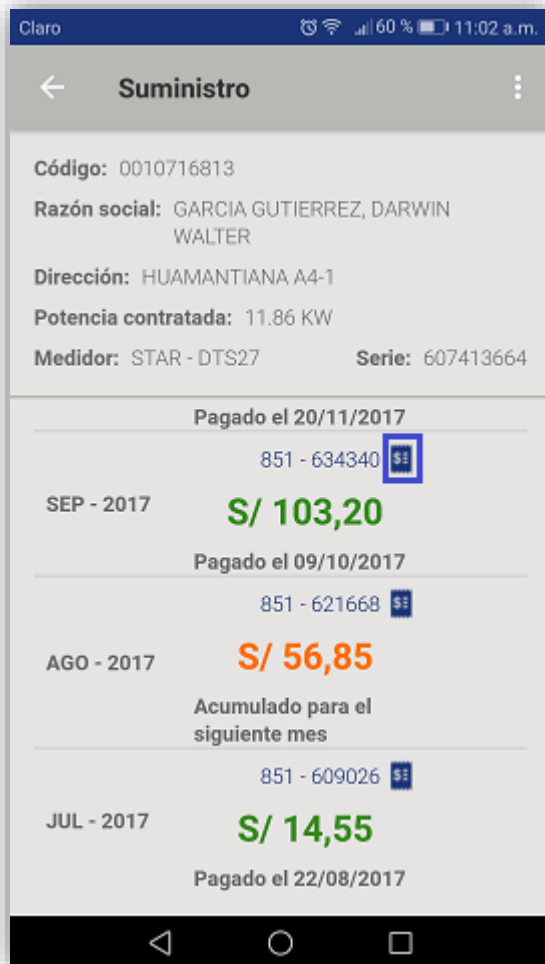 Claro 60 % 11:02 a.m.
Suministro
Código: 0010716813
Razón social: GARCIA GUTIERREZ, DARWIN
WALTER
Dirección: HUAMANTIANA A4-1
Potencia contratada: 11.86 KW
Medidor: STAR - DTS27 Serie: 607413664
Pagado el 20/11/2017
851 - 634340
SEP - 2017 S/ 103,20
Pagado el 09/10/2017
851 - 621668
AGO - 2017 S/ 56,85
Acumulado para el
siguiente mes
851 - 609026
JUL - 2017 S/ 14,55
Pagado el 22/08/2017